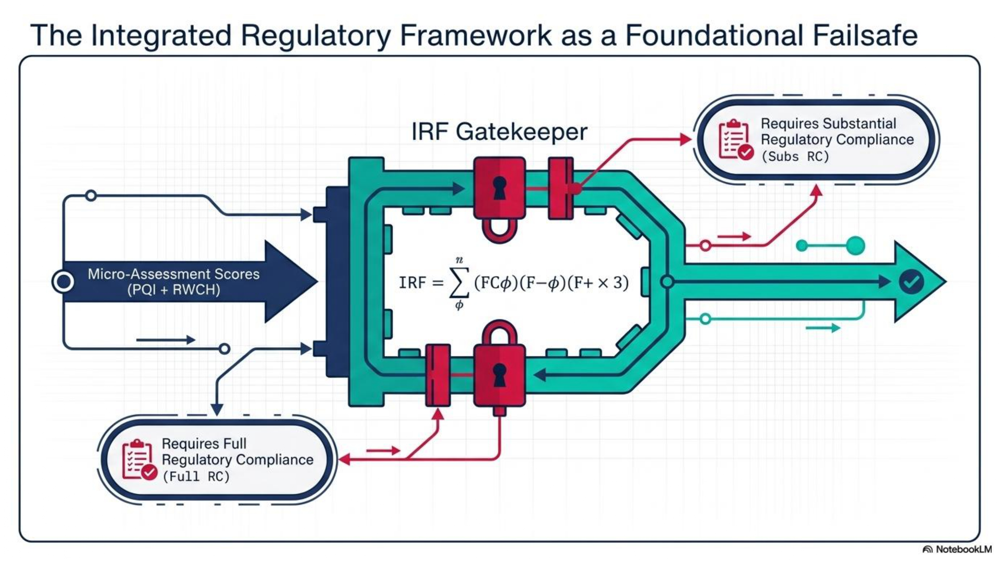 The Integrated Regulatory Framework as a Foundational Failsafe
IRF Gatekeeper
Requires Substantial
Regulatory Compliance
(Subs RC)
Micro-Assessment Scores
(PQI + RWCH)
IRF = \sum_{ϕ}^{n} (FCϕ)(F−ϕ)(F+ × 3)
Requires Full
Regulatory Compliance
(Full RC)
NotebookLM